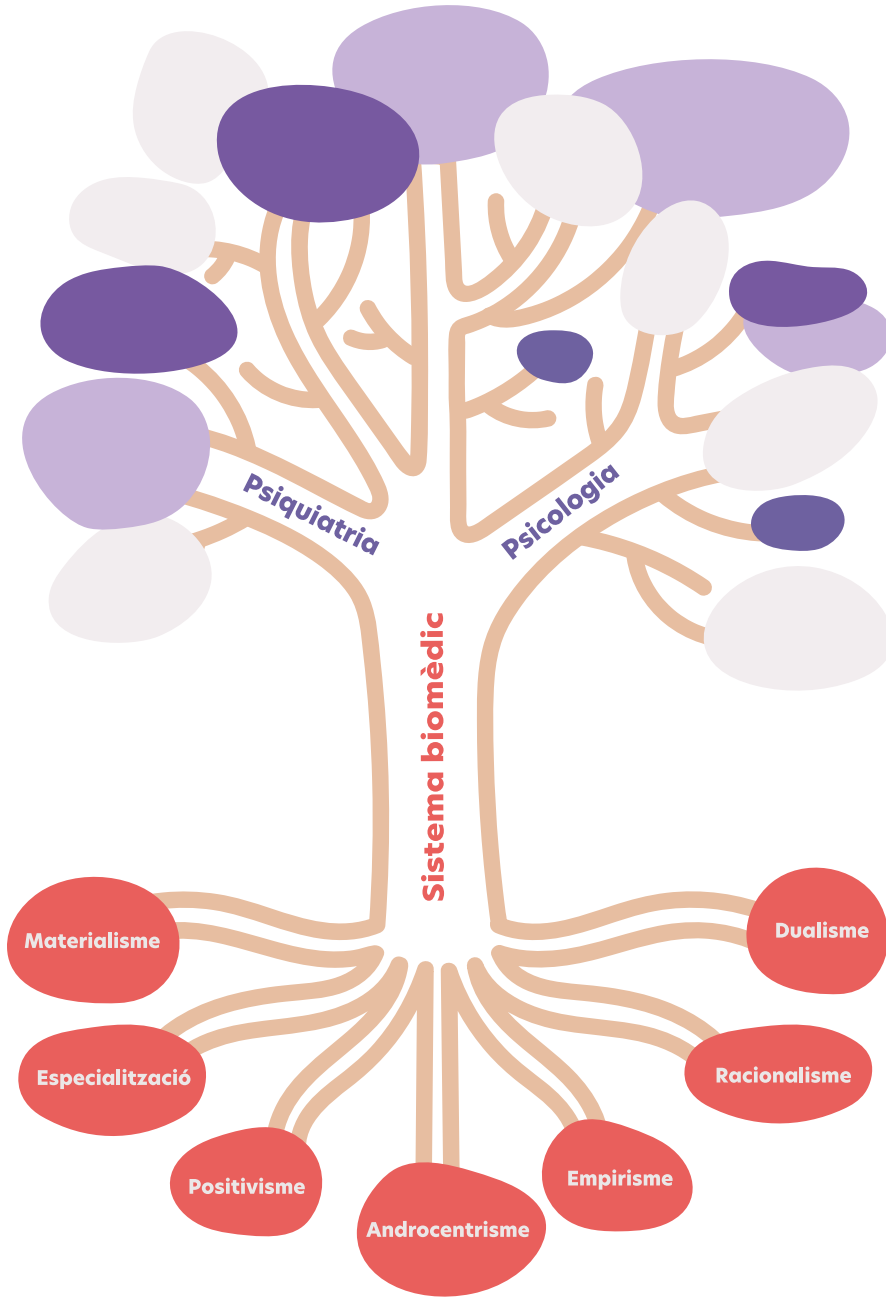 Psiquiatria
Psicologia
Sistema biomèdic
Materialisme
Dualisme
Especialització
Racionalisme
Positivisme
Empirisme
Androcentrisme